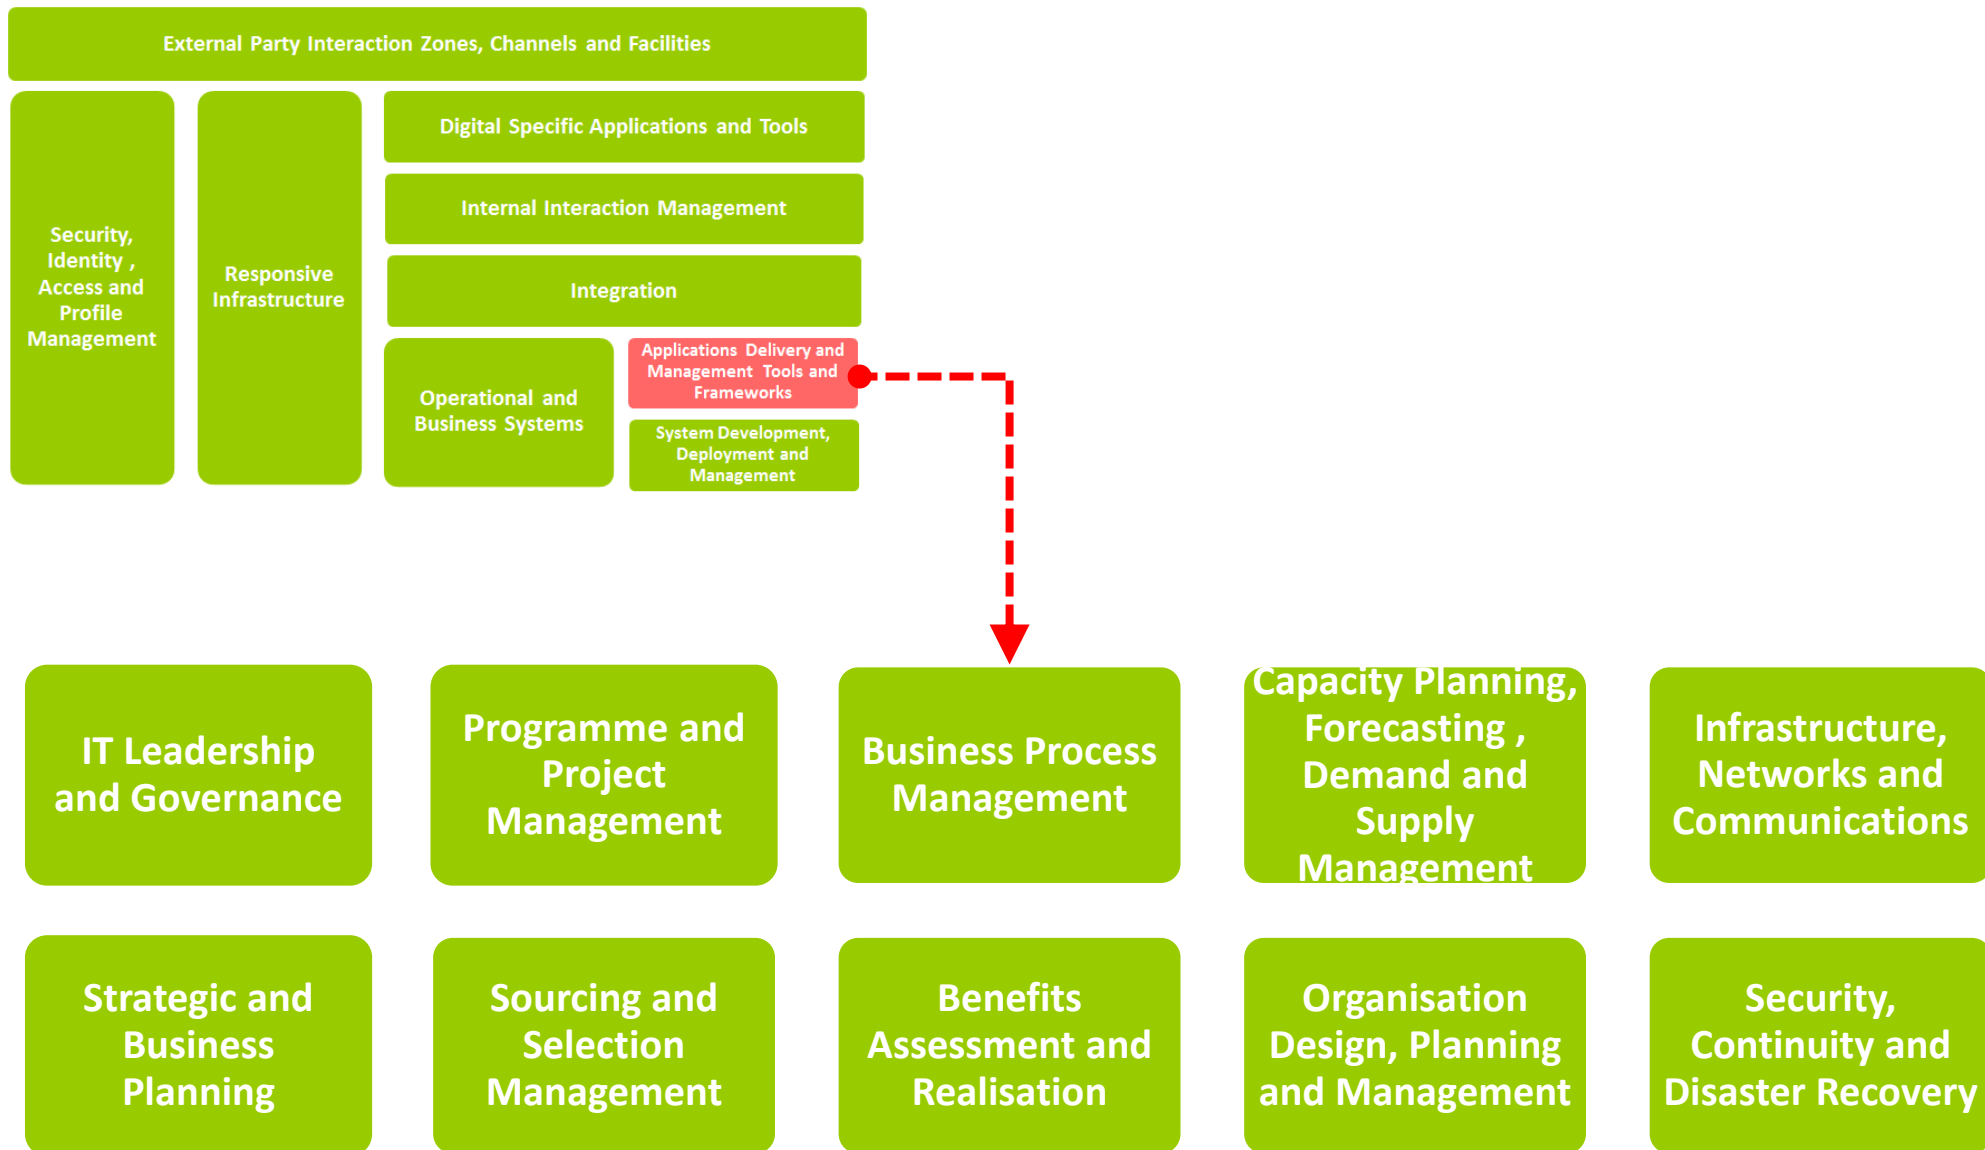 External Party Interaction Zones, Channels and Facilities
Security,
Identity ,
Access and
Profile
Management
Responsive
Infrastructure
Digital Specific Applications and Tools
Internal Interaction Management
Integration
Operational and
Business Systems
Applications Delivery and
Management Tools and
Frameworks
System Development,
Deployment and
Management
IT Leadership
and Governance
Programme and
Project
Management
Business Process
Management
Capacity Planning,
Forecasting ,
Demand and
Supply
Management
Infrastructure,
Networks and
Communications
Strategic and
Business
Planning
Sourcing and
Selection
Management
Benefits
Assessment and
Realisation
Organisation
Design, Planning
and Management
Security,
Continuity and
Disaster Recovery